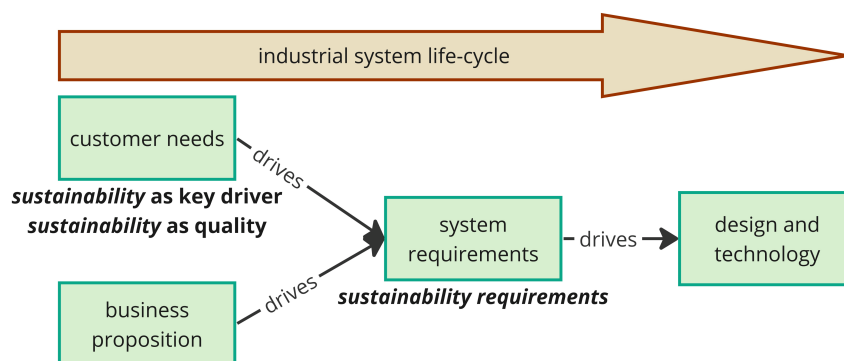 industrial system life-cycle
customer needs
drives
sustainability as key driver
sustainability as quality
system
requirements
drives
design and
technology
sustainability requirements
drives
business
proposition